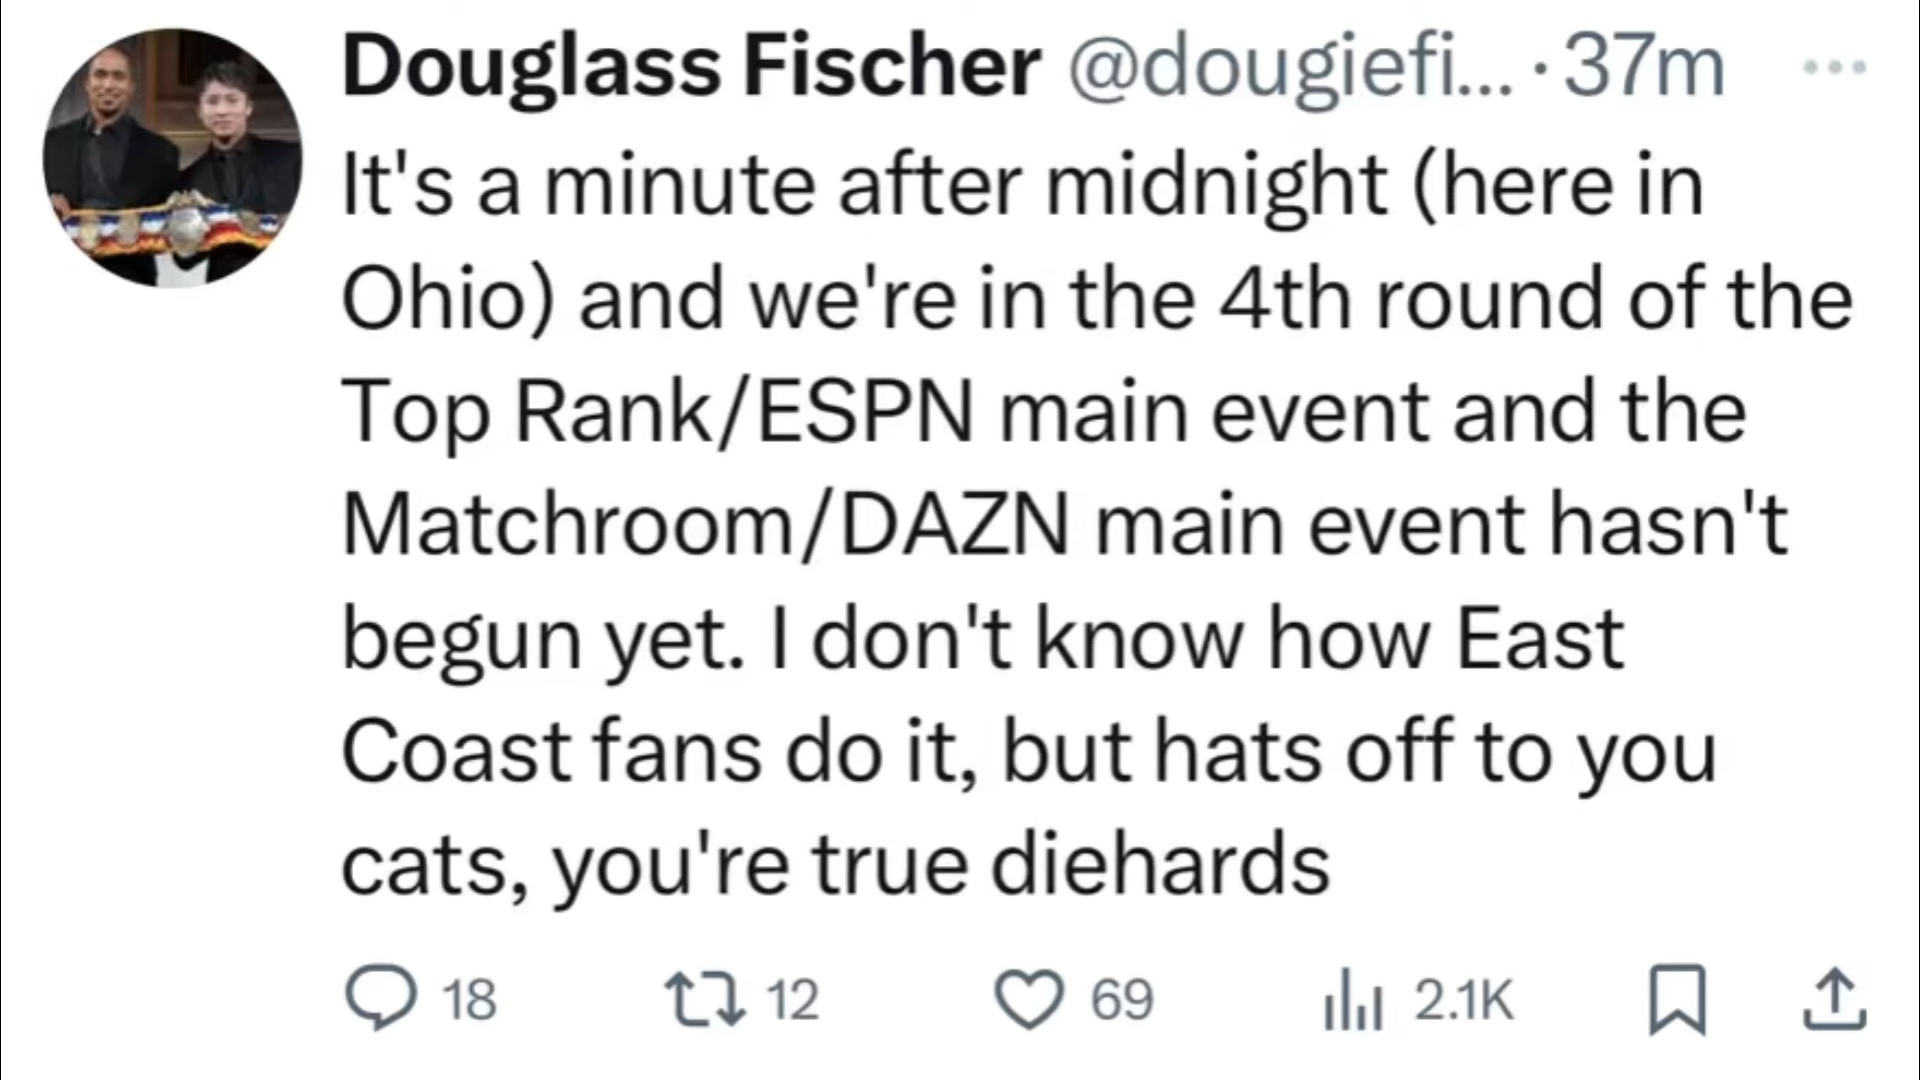 Douglass Fischer @dougiefi... · 37m
It's a minute after midnight (here in
Ohio) and we're in the 4th round of the
Top Rank/ESPN main event and the
Matchroom/DAZN main event hasn't
begun yet. I don't know how East
Coast fans do it, but hats off to you
cats, you're true diehards
18 12 69 2.1K